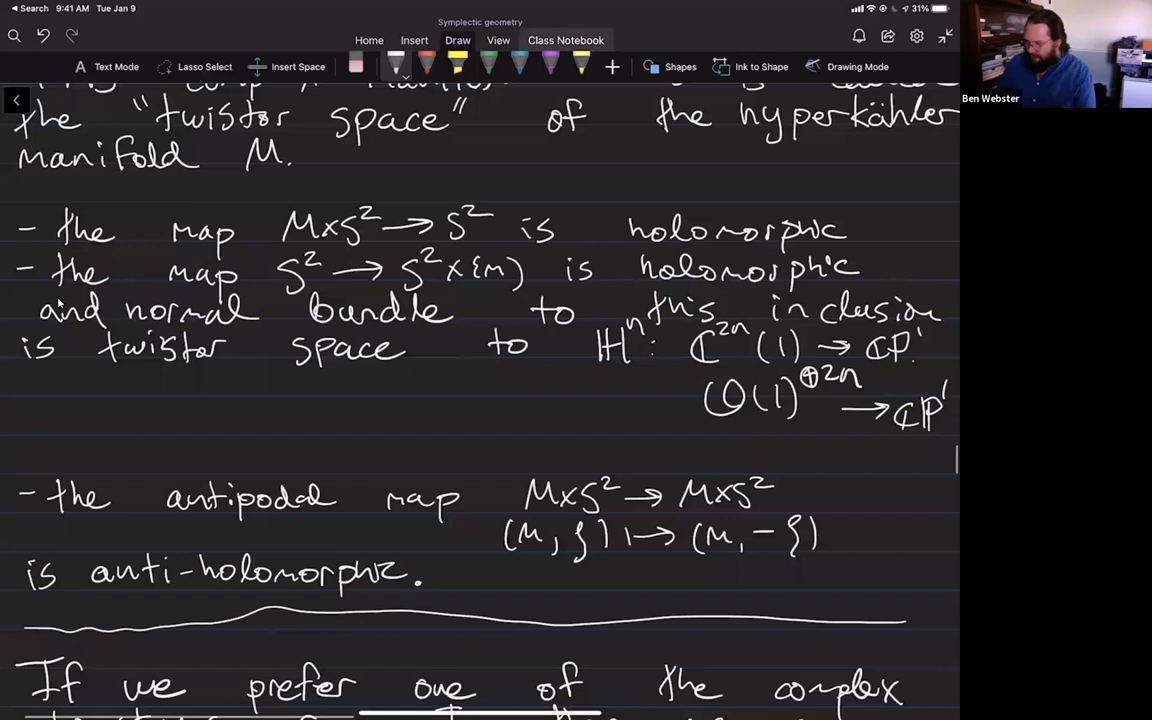 Search 9:41 AM Tue Jan 9
Symplectic geometry
31%
Home Insert Draw View Class Notebook
Text Mode Lasso Select Insert Space Shapes Ink to Shape Drawing Mode
Ben Webster
the "twistor space" of the hyperkähler
manifold M.
- the map M×S² → S² is holomorphic
- the map S² → S²×{m} is holomorphic
and normal bundle to this inclusion
is twistor space to ℍⁿ: ℂ²ⁿ(1) → ℂP¹.
(O(1)^⊕2n → ℂP¹
- the antipodal map M×S² → M×S²
(m, ξ) ↦ (m, -ξ)
is anti-holomorphic.
If we prefer one of the complex